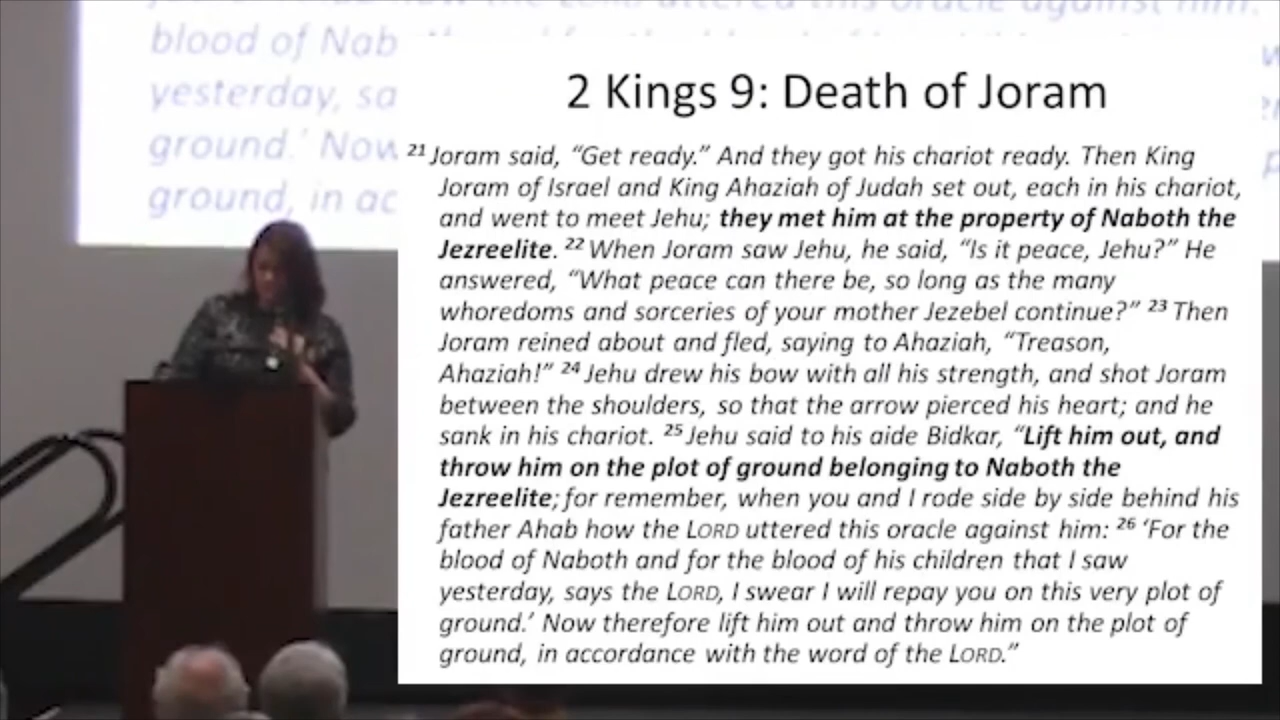 2 Kings 9: Death of Joram
21 Joram said, “Get ready.” And they got his chariot ready. Then King
Joram of Israel and King Ahaziah of Judah set out, each in his chariot,
and went to meet Jehu; they met him at the property of Naboth the
Jezreelite. 22 When Joram saw Jehu, he said, “Is it peace, Jehu?” He
answered, “What peace can there be, so long as the many
whoredoms and sorceries of your mother Jezebel continue?” 23 Then
Joram reined about and fled, saying to Ahaziah, “Treason,
Ahaziah!” 24 Jehu drew his bow with all his strength, and shot Joram
between the shoulders, so that the arrow pierced his heart; and he
sank in his chariot. 25 Jehu said to his aide Bidkar, “Lift him out, and
throw him on the plot of ground belonging to Naboth the
Jezreelite; for remember, when you and I rode side by side behind his
father Ahab how the LORD uttered this oracle against him: 26 ‘For the
blood of Naboth and for the blood of his children that I saw
yesterday, says the LORD, I swear I will repay you on this very plot of
ground.’ Now therefore lift him out and throw him on the plot of
ground, in accordance with the word of the LORD.”
blood of Nab
yesterday, sa
ground.’ Now
ground, in ac